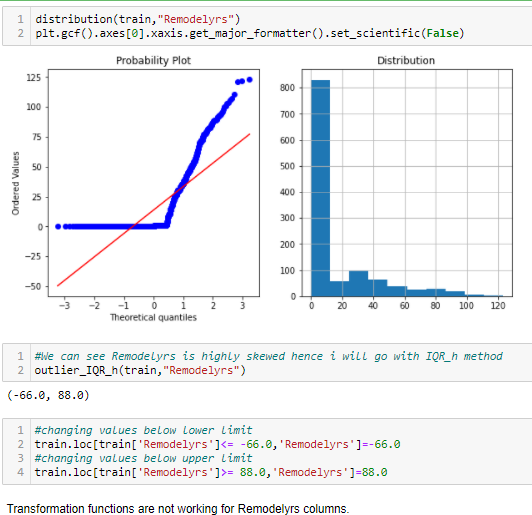 1 distribution(train,"Remodelyrs")
2 plt.gcf().axes[0].xaxis.get_major_formatter().set_scientific(False)
Probability Plot
Distribution
125
100
75
50
25
0
−25
−50
Ordered Values
−3 −2 −1 0 1 2 3
Theoretical quantiles
800
700
600
500
400
300
200
100
0
0 20 40 60 80 100 120
1 #We can see Remodelyrs is highly skewed hence i will go with IQR_h method
2 outlier_IQR_h(train,"Remodelyrs")
(-66.0, 88.0)
1 #changing values below lower limit
2 train.loc[train['Remodelyrs']<= -66.0,'Remodelyrs']=-66.0
3 #changing values below upper limit
4 train.loc[train['Remodelyrs']>= 88.0,'Remodelyrs']=88.0
Transformation functions are not working for Remodelyrs columns.